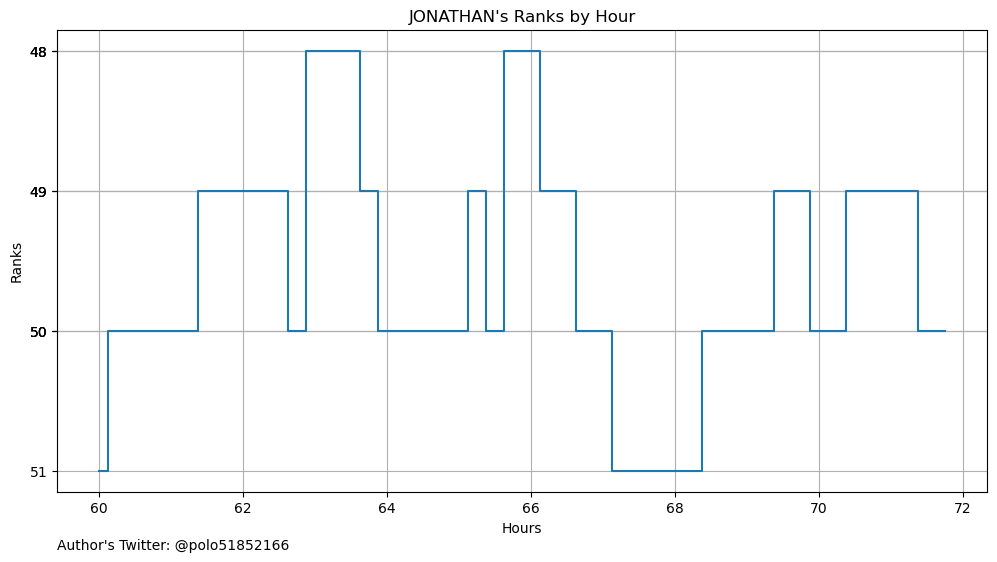 JONATHAN's Ranks by Hour
48
49
50
51
Ranks
60 62 64 66 68 70 72
Hours
Author's Twitter: @polo51852166